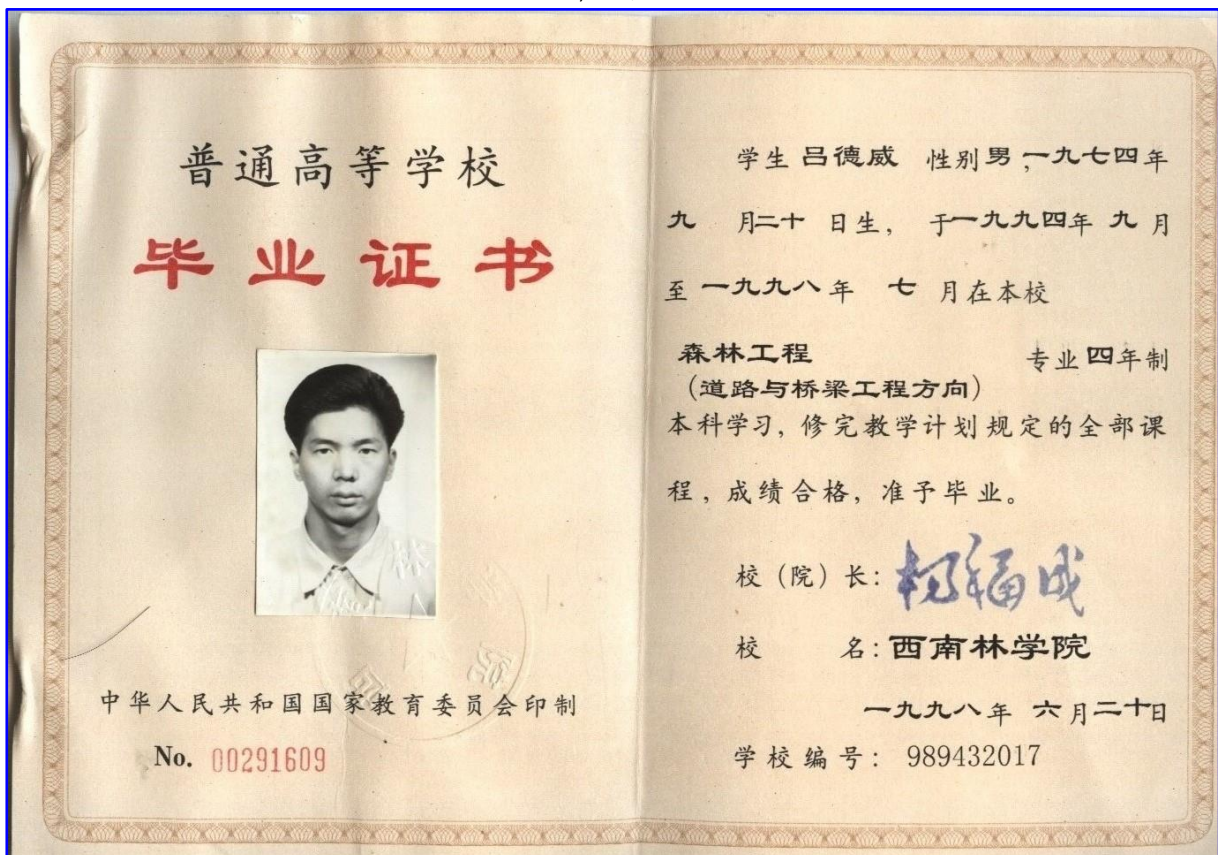 普通高等学校
毕业证书
中华人民共和国国家教育委员会印制
No. 00291609
学生 吕德威 性别 男,一九七四年
九 月二十 日生, 于一九九四年 九 月
至 一九九八年 七 月在本校
森林工程 专业 四年制
(道路与桥梁工程方向)
本科学习, 修完教学计划规定的全部课
程, 成绩合格, 准予毕业。
校 (院) 长: 杨福成
校 名: 西南林学院
一九九八年 六月二十日
学校编号: 989432017